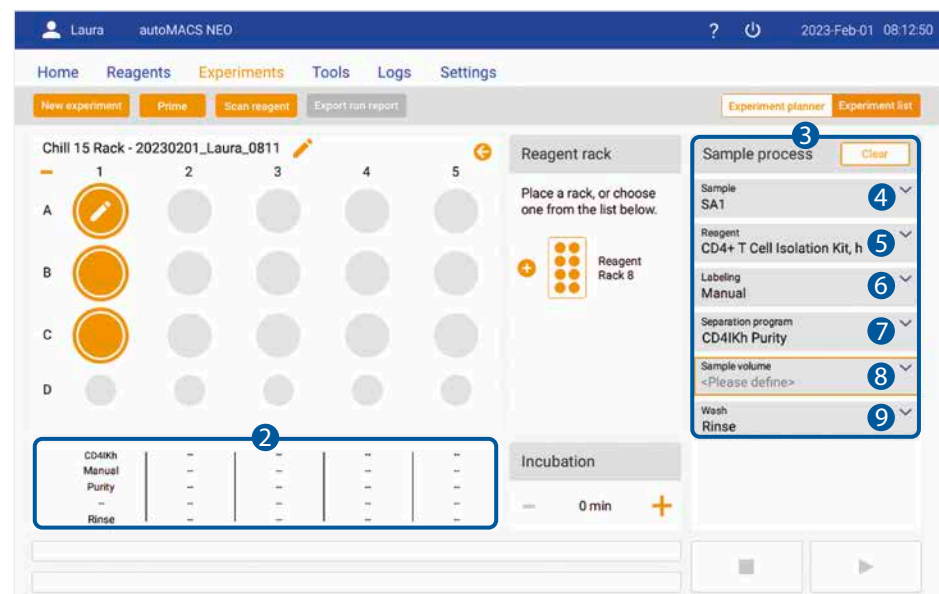 Laura autoMACS NEO ? 2023-Feb-01 08:12:50
Home Reagents Experiments Tools Logs Settings
New experiment Prime Scan reagent Export run report Experiment planner Experiment list
Chill 15 Rack - 20230201_Laura_0811
1 2 3 4 5
A
B
C
D
2
CD4IKh -- -- -- --
Manual -- -- -- --
Purity -- -- -- --
-- -- -- -- --
Rinse -- -- -- --
Reagent rack
Place a rack, or choose
one from the list below.
Reagent
Rack 8
Incubation
0 min
3
Sample process Clear
Sample
SA1 4
Reagent
CD4+ T Cell Isolation Kit, h 5
Labeling
Manual 6
Separation program
CD4IKh Purity 7
Sample volume
<Please define> 8
Wash
Rinse 9